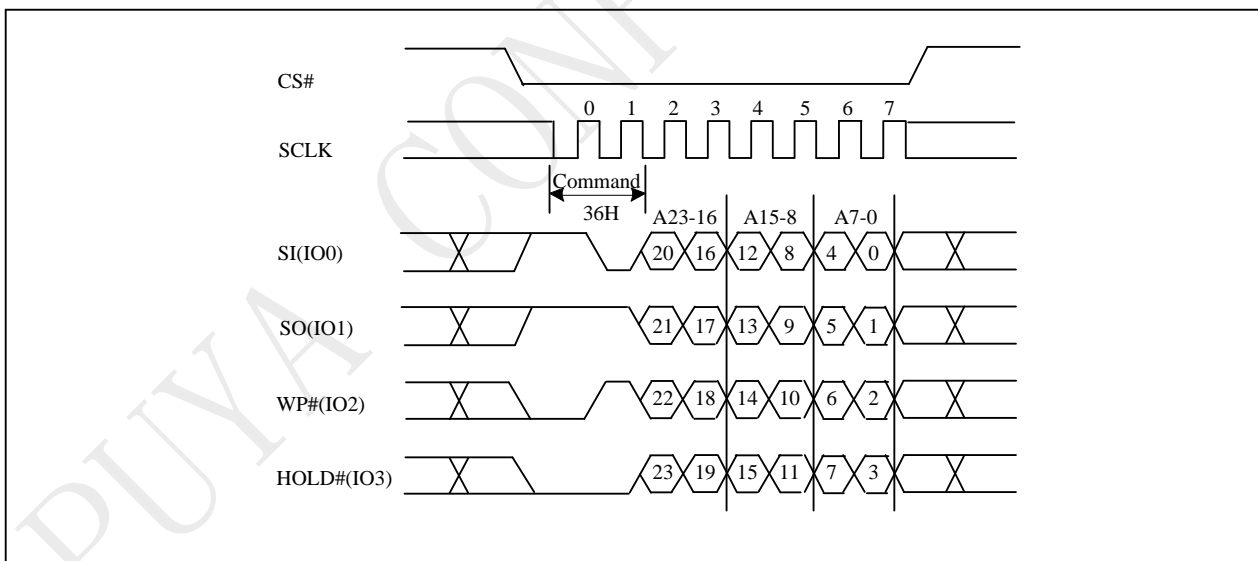 CS#
0 1 2 3 4 5 6 7
SCLK
Command
36H
A23-16 A15-8 A7-0
SI(IO0) 20 16 12 8 4 0
SO(IO1) 21 17 13 9 5 1
WP#(IO2) 22 18 14 10 6 2
HOLD#(IO3) 23 19 15 11 7 3
PUYA CONF